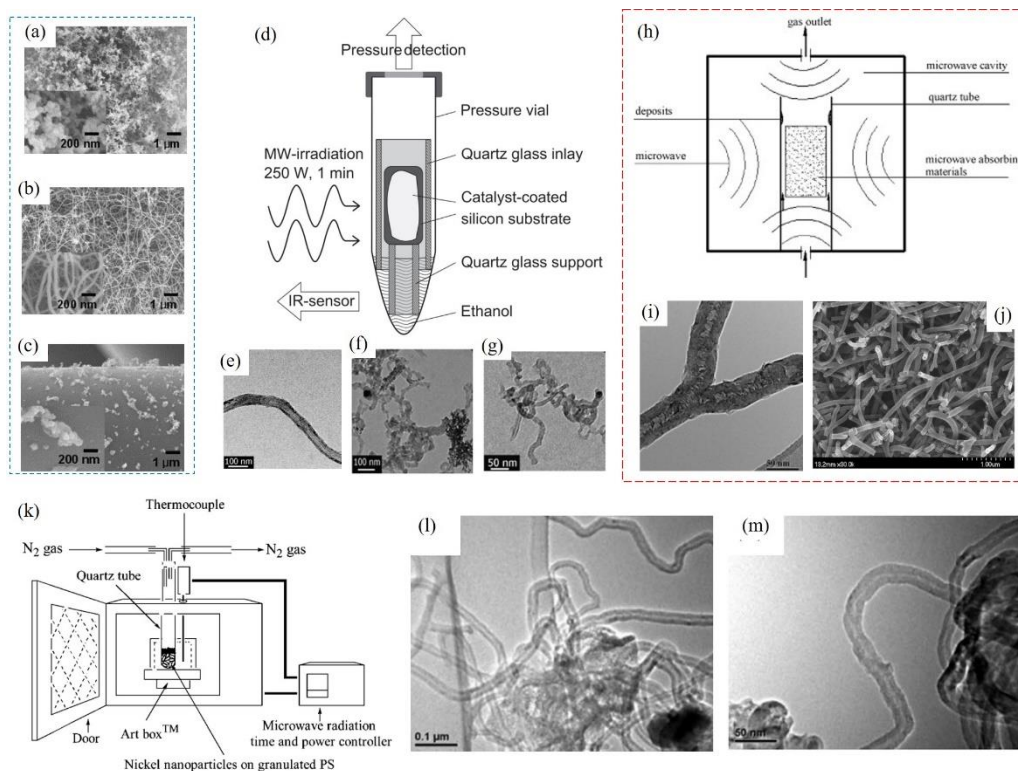 (a)
200 nm
1 µm
(b)
200 nm
1 µm
(c)
200 nm
1 µm
(d)
Pressure detection
Pressure vial
MW-irradiation
250 W, 1 min
Quartz glass inlay
Catalyst-coated
silicon substrate
Quartz glass support
IR-sensor
Ethanol
(e)
100 nm
(f)
100 nm
(g)
50 nm
(h)
gas outlet
microwave cavity
quartz tube
deposits
microwave
microwave absorbin
materials
(i)
50 nm
(j)
1.00um
(k)
Thermocouple
N2 gas
N2 gas
Quartz tube
Door
Art box™
Microwave radiation
time and power controller
Nickel nanoparticles on granulated PS
(l)
0.1 µm
(m)
50 nm